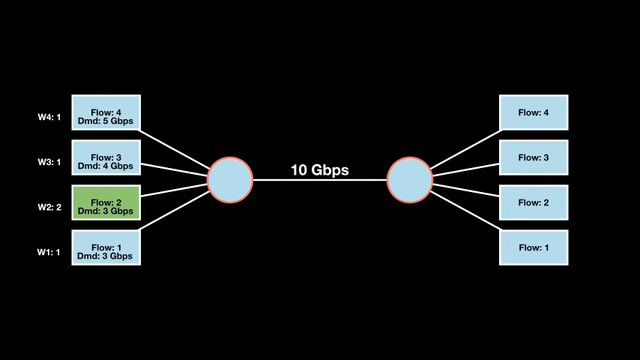 W4: 1
Flow: 4
Dmd: 5 Gbps
W3: 1
Flow: 3
Dmd: 4 Gbps
W2: 2
Flow: 2
Dmd: 3 Gbps
W1: 1
Flow: 1
Dmd: 3 Gbps
10 Gbps
Flow: 4
Flow: 3
Flow: 2
Flow: 1